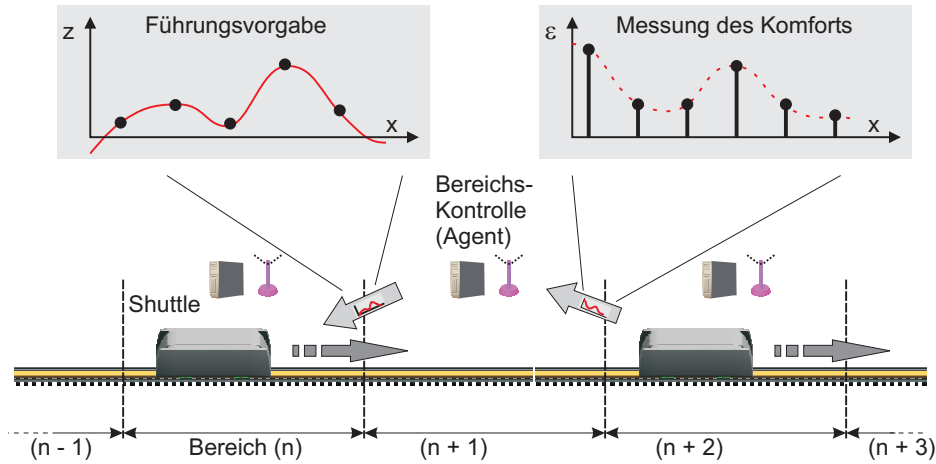 Führungsvorgabe
z
x
Messung des Komforts
ε
x
Bereichs-
Kontrolle
(Agent)
Shuttle
(n - 1)
Bereich (n)
(n + 1)
(n + 2)
(n + 3)